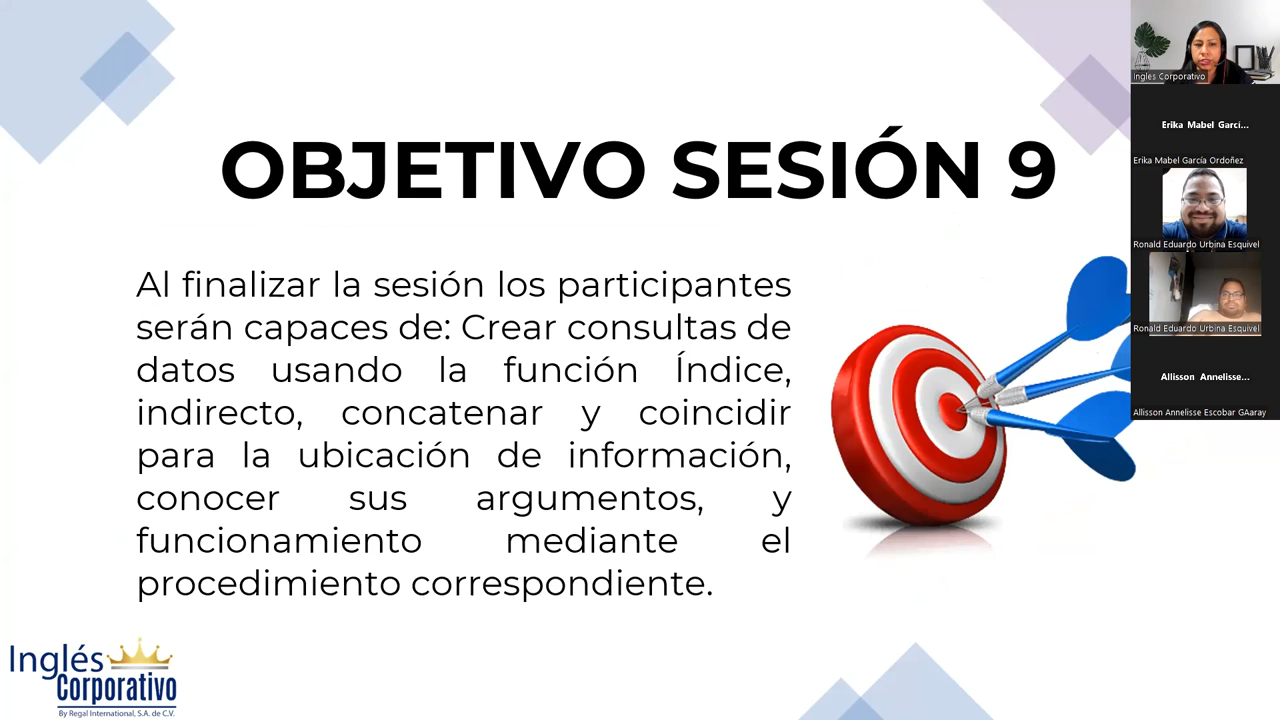 OBJETIVO SESIÓN 9
Al finalizar la sesión los participantes
serán capaces de: Crear consultas de
datos usando la función Índice,
indirecto, concatenar y coincidir
para la ubicación de información,
conocer sus argumentos, y
funcionamiento mediante el
procedimiento correspondiente.
Inglés
Corporativo
By Regal International, S.A. de C.V.
Ingles Corporativo
Erika Mabel Garcí...
Erika Mabel García Ordoñez
Ronald Eduardo Urbina Esquivel
Ronald Eduardo Urbina Esquivel
Allisson Annelisse...
Allisson Annelisse Escobar GAaray